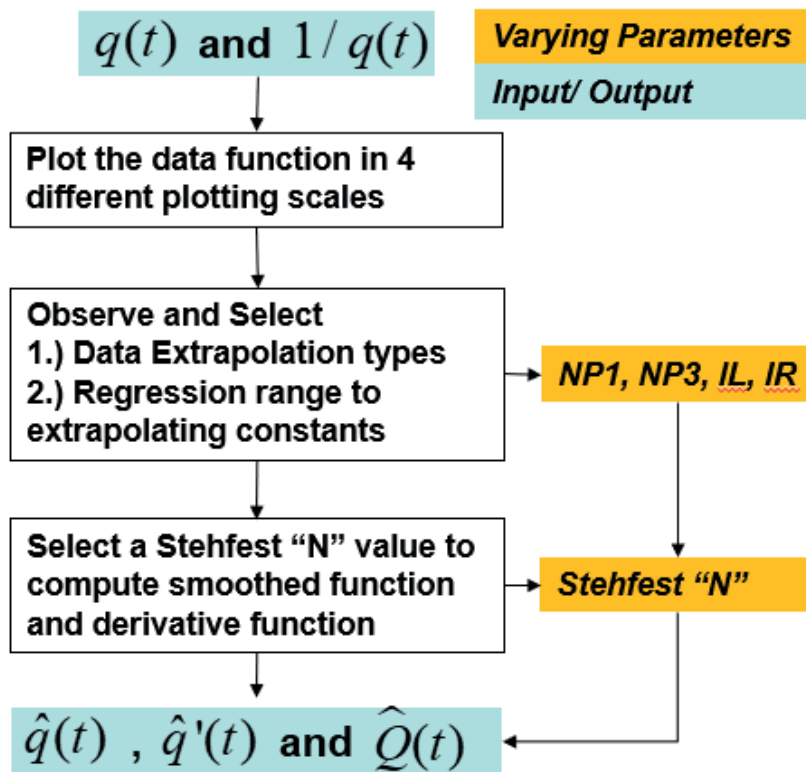 q(t) and 1/q(t)
Varying Parameters
Input/ Output
Plot the data function in 4
different plotting scales
Observe and Select
1.) Data Extrapolation types
2.) Regression range to
extrapolating constants
NP1, NP3, IL, IR
Select a Stehfest “N” value to
compute smoothed function
and derivative function
Stehfest “N”
q̂(t) , q̂'(t) and Q̂(t)